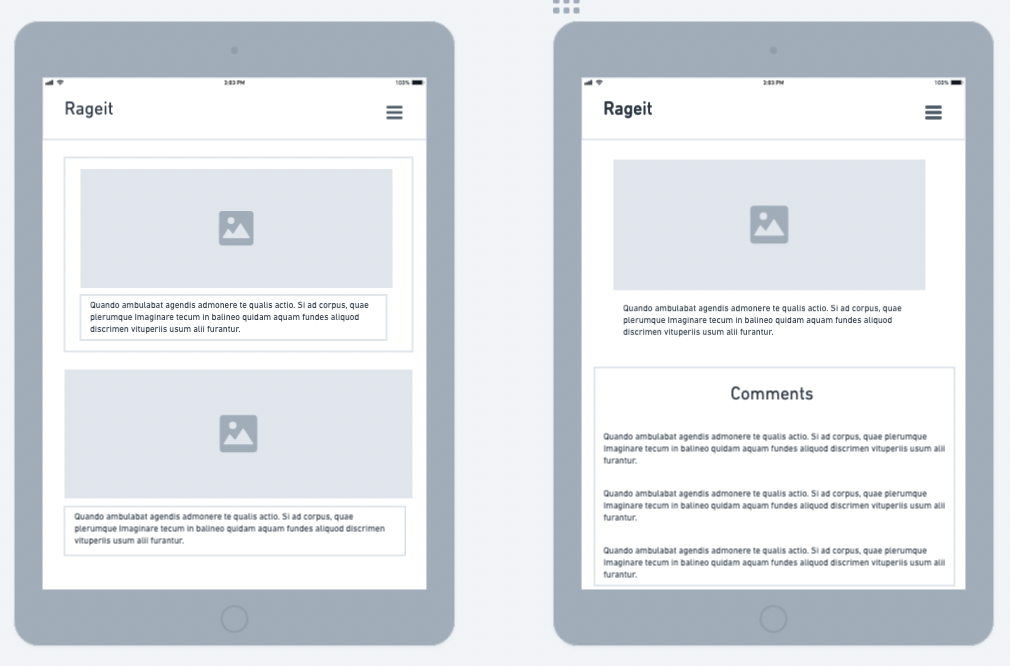 3:03 PM
100%
Rageit
Quando ambulabat agendis admonere te qualis actio. Si ad corpus, quae
plerumque Imaginare tecum in balineo quidam aquam fundes aliquod
discrimen vituperiis usum alii furantur.
Quando ambulabat agendis admonere te qualis actio. Si ad corpus, quae
plerumque Imaginare tecum in balineo quidam aquam fundes aliquod discrimen
vituperiis usum alii furantur.
3:03 PM
100%
Rageit
Quando ambulabat agendis admonere te qualis actio. Si ad corpus, quae
plerumque Imaginare tecum in balineo quidam aquam fundes aliquod
discrimen vituperiis usum alii furantur.
Comments
Quando ambulabat agendis admonere te qualis actio. Si ad corpus, quae plerumque
Imaginare tecum in balineo quidam aquam fundes aliquod discrimen vituperiis usum alii
furantur.
Quando ambulabat agendis admonere te qualis actio. Si ad corpus, quae plerumque
Imaginare tecum in balineo quidam aquam fundes aliquod discrimen vituperiis usum alii
furantur.
Quando ambulabat agendis admonere te qualis actio. Si ad corpus, quae plerumque
Imaginare tecum in balineo quidam aquam fundes aliquod discrimen vituperiis usum alii
furantur.